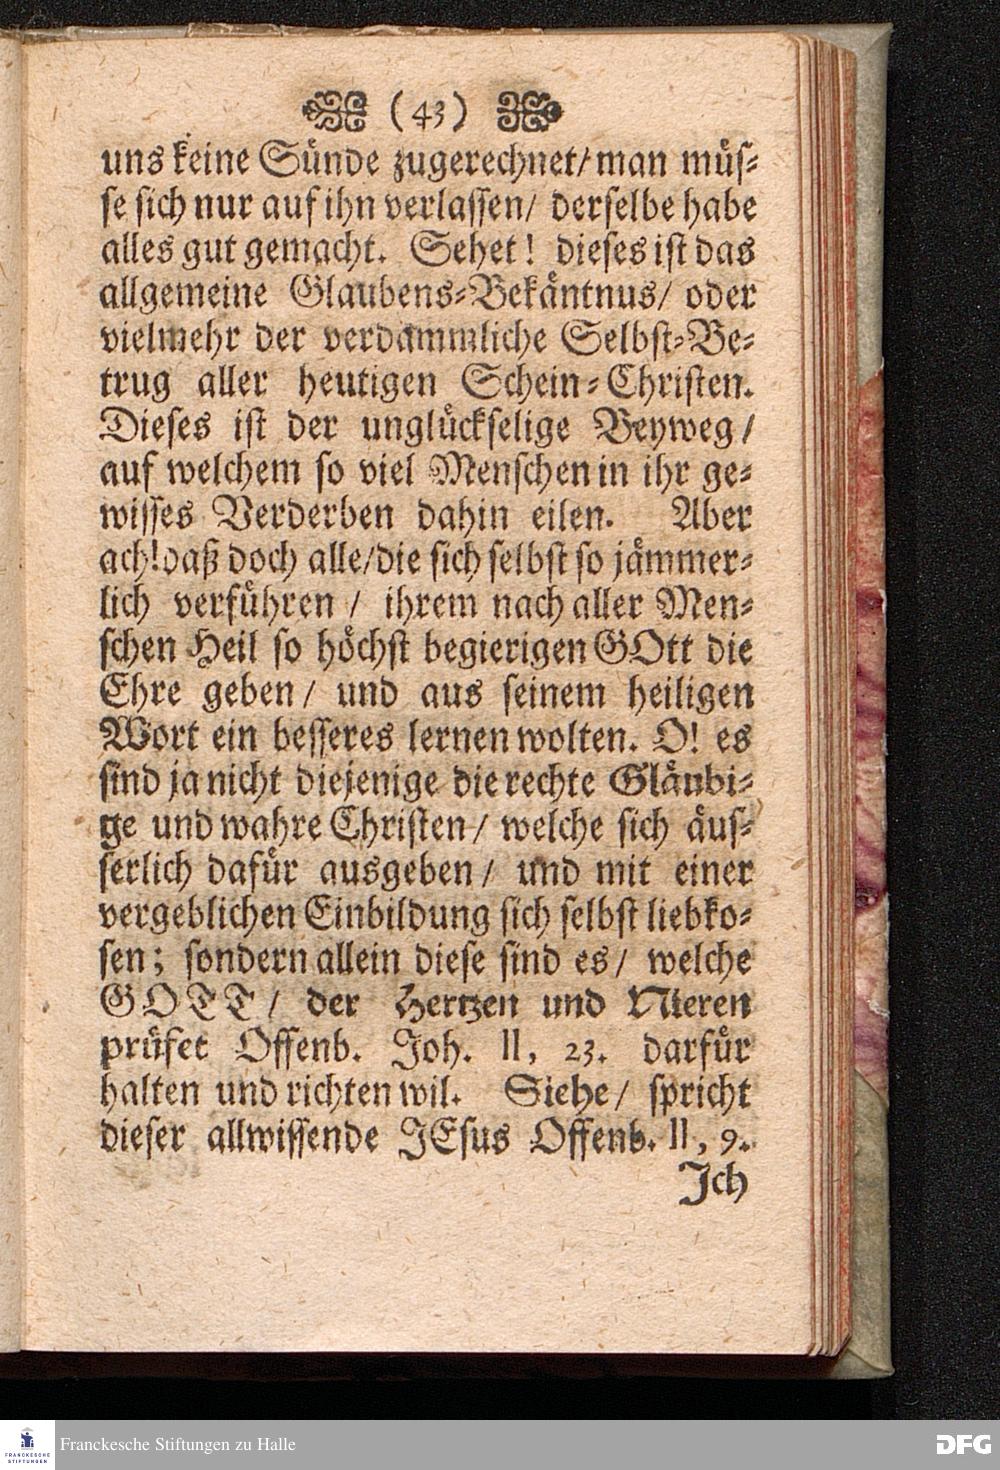 (43)
uns keine Sünde zugerechnet/ man müs-
se sich nur auf ihn verlassen/ derselbe habe
alles gut gemacht. Sehet! dieses ist das
allgemeine Glaubens-Bekäntnus/ oder
vielmehr der verdammliche Selbst-Be-
trug aller heutigen Schein-Christen.
Dieses ist der unglückselige Beyweg/
auf welchem so viel Menschen in ihr ge-
wisses Verderben dahin eilen. Aber
ach! daß doch alle/ die sich selbst so jämmer-
lich verführen/ ihrem nach aller Men-
schen Heil so höchst begierigen GOtt die
Ehre geben/ und aus seinem heiligen
Wort ein besseres lernen wolten. O! es
sind ja nicht diejenige die rechte Gläubi-
ge und wahre Christen/ welche sich äus-
serlich dafür ausgeben/ und mit einer
vergeblichen Einbildung sich selbst liebko-
sen; sondern allein diese sind es/ welche
GOTT/ der Hertzen und Nieren
prüfet Offenb. Joh. II, 23. darfür
halten und richten wil. Siehe/ spricht
dieser allwissende JEsus Offenb. II, 9.
Ich
FRANCKESCHE
STIFTUNGEN
Franckesche Stiftungen zu Halle
DFG